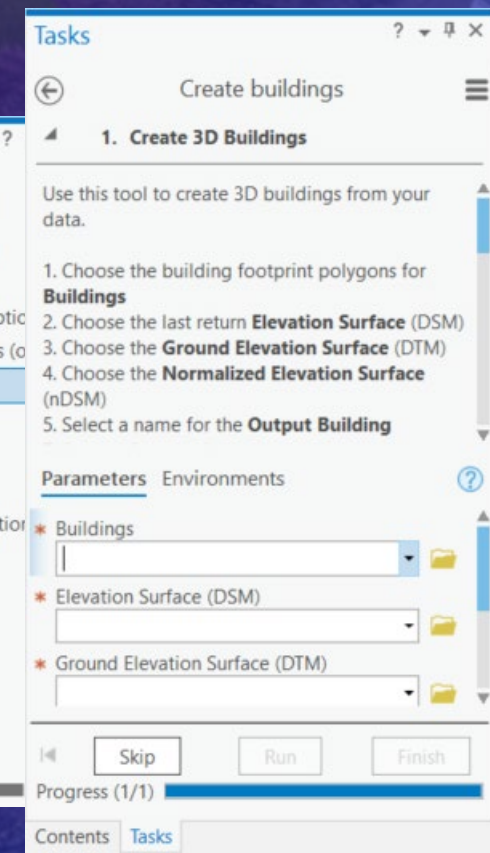 Tasks
?
Create buildings
?
1. Create 3D Buildings
Use this tool to create 3D buildings from your
data.
1. Choose the building footprint polygons for
Buildings
2. Choose the last return Elevation Surface (DSM)
3. Choose the Ground Elevation Surface (DTM)
4. Choose the Normalized Elevation Surface
(nDSM)
5. Select a name for the Output Building
Parameters Environments
?
* Buildings
* Elevation Surface (DSM)
* Ground Elevation Surface (DTM)
Skip
Run
Finish
Progress (1/1)
Contents
Tasks